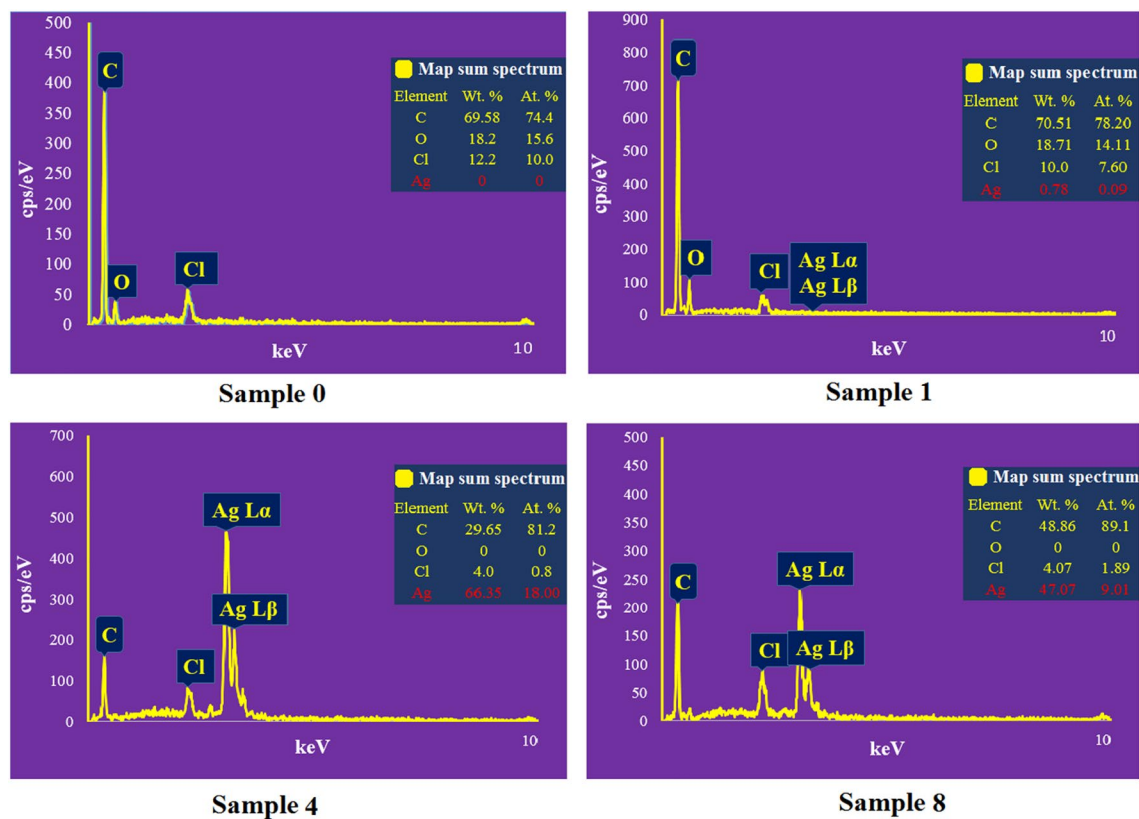 500
450
400
350
300
250
200
150
100
50
0
cps/eV
C
O
Cl
Map sum spectrum
Element Wt. % At. %
C 69.58 74.4
O 18.2 15.6
Cl 12.2 10.0
Ag 0 0
keV
10
Sample 0
900
800
700
600
500
400
300
200
100
0
cps/eV
C
O
Cl
Ag Lα
Ag Lβ
Map sum spectrum
Element Wt. % At. %
C 70.51 78.20
O 18.71 14.11
Cl 10.0 7.60
Ag 0.78 0.09
keV
10
Sample 1
700
600
500
400
300
200
100
0
cps/eV
C
Cl
Ag Lα
Ag Lβ
Map sum spectrum
Element Wt. % At. %
C 29.65 81.2
O 0 0
Cl 4.0 0.8
Ag 66.35 18.00
keV
10
Sample 4
500
450
400
350
300
250
200
150
100
50
0
cps/eV
C
Cl
Ag Lα
Ag Lβ
Map sum spectrum
Element Wt. % At. %
C 48.86 89.1
O 0 0
Cl 4.07 1.89
Ag 47.07 9.01
keV
10
Sample 8